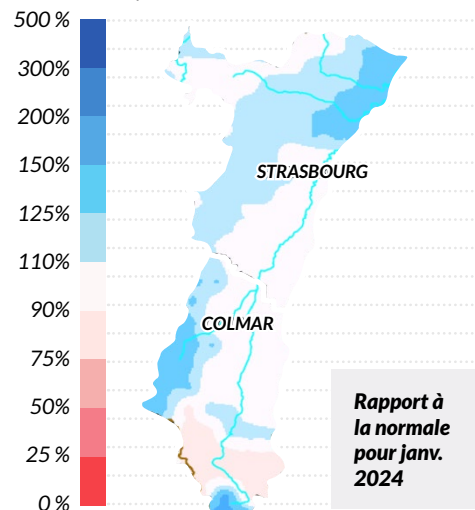 500 %
300%
200%
150%
125%
110%
90%
75%
50%
25 %
0 %
STRASBOURG
COLMAR
Rapport à
la normale
pour janv.
2024